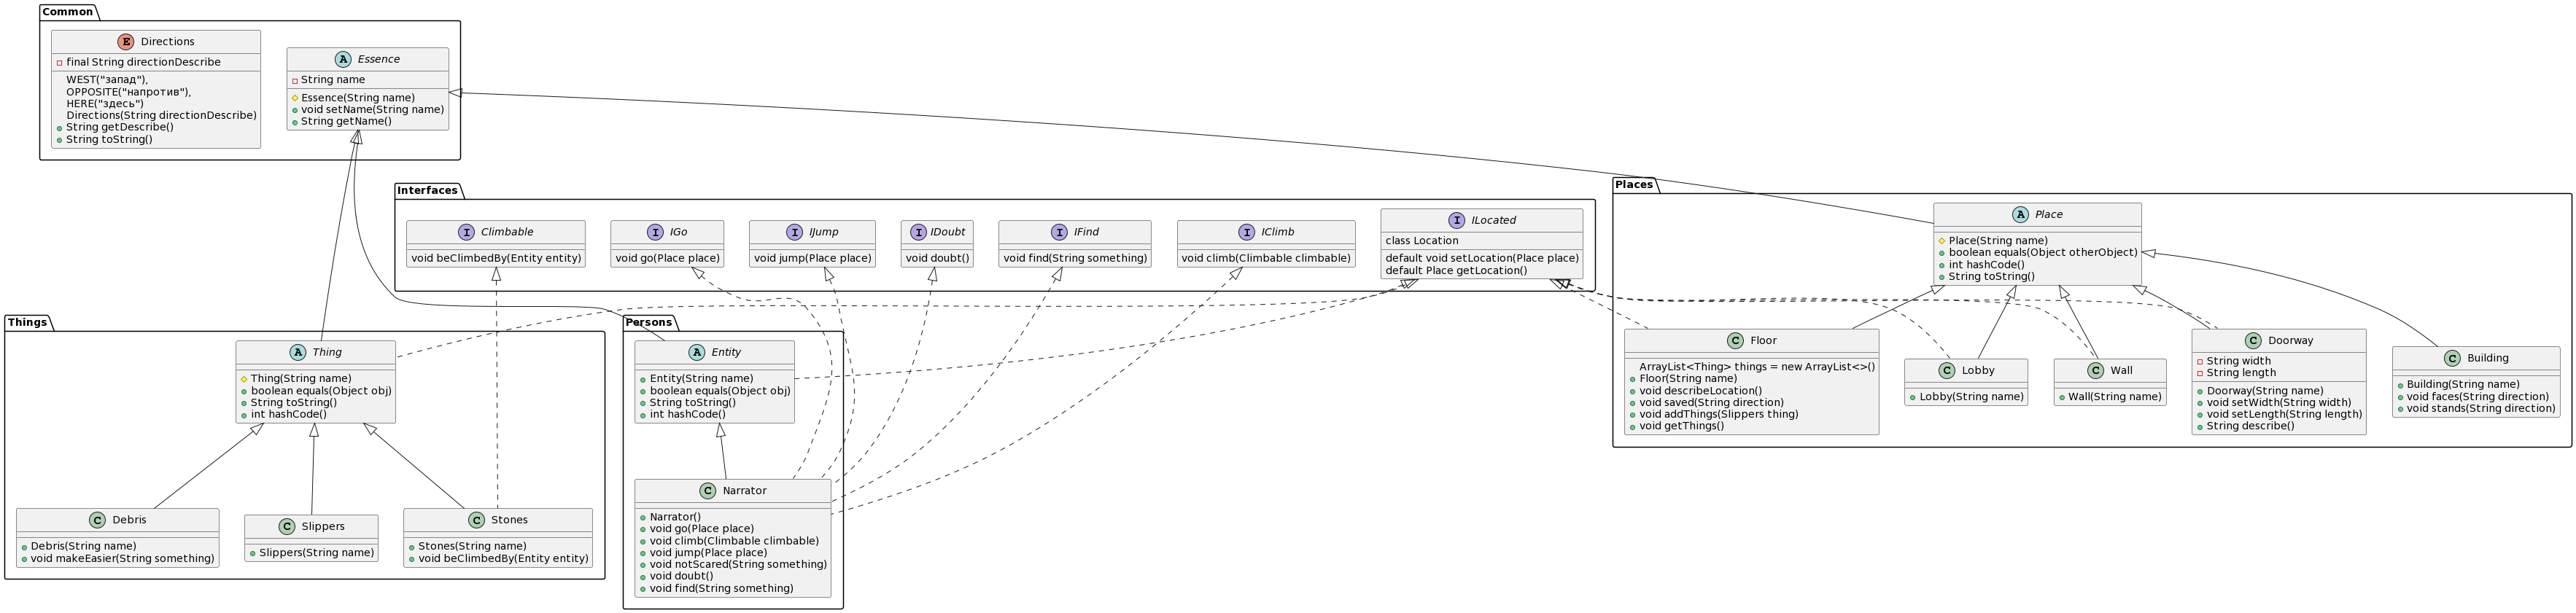 Common
E Directions
final String directionDescribe
WEST("запад"),
OPPOSITE("напротив"),
HERE("здесь")
Directions(String directionDescribe)
String getDescribe()
String toString()
A Essence
String name
Essence(String name)
void setName(String name)
String getName()
Interfaces
I Climbable
void beClimbedBy(Entity entity)
I IGo
void go(Place place)
I IJump
void jump(Place place)
I IDoubt
void doubt()
I IFind
void find(String something)
I IClimb
void climb(Climbable climbable)
I ILocated
class Location
default void setLocation(Place place)
default Place getLocation()
Places
A Place
Place(String name)
boolean equals(Object otherObject)
int hashCode()
String toString()
C Floor
ArrayList<Thing> things = new ArrayList<>()
Floor(String name)
void describeLocation()
void saved(String direction)
void addThings(Slippers thing)
void getThings()
C Lobby
Lobby(String name)
C Wall
Wall(String name)
C Doorway
String width
String length
Doorway(String name)
void setWidth(String width)
void setLength(String length)
String describe()
C Building
Building(String name)
void faces(String direction)
void stands(String direction)
Things
A Thing
Thing(String name)
boolean equals(Object obj)
String toString()
int hashCode()
C Debris
Debris(String name)
void makeEasier(String something)
C Slippers
Slippers(String name)
C Stones
Stones(String name)
void beClimbedBy(Entity entity)
Persons
A Entity
Entity(String name)
boolean equals(Object obj)
String toString()
int hashCode()
C Narrator
Narrator()
void go(Place place)
void climb(Climbable climbable)
void jump(Place place)
void notScared(String something)
void doubt()
void find(String something)